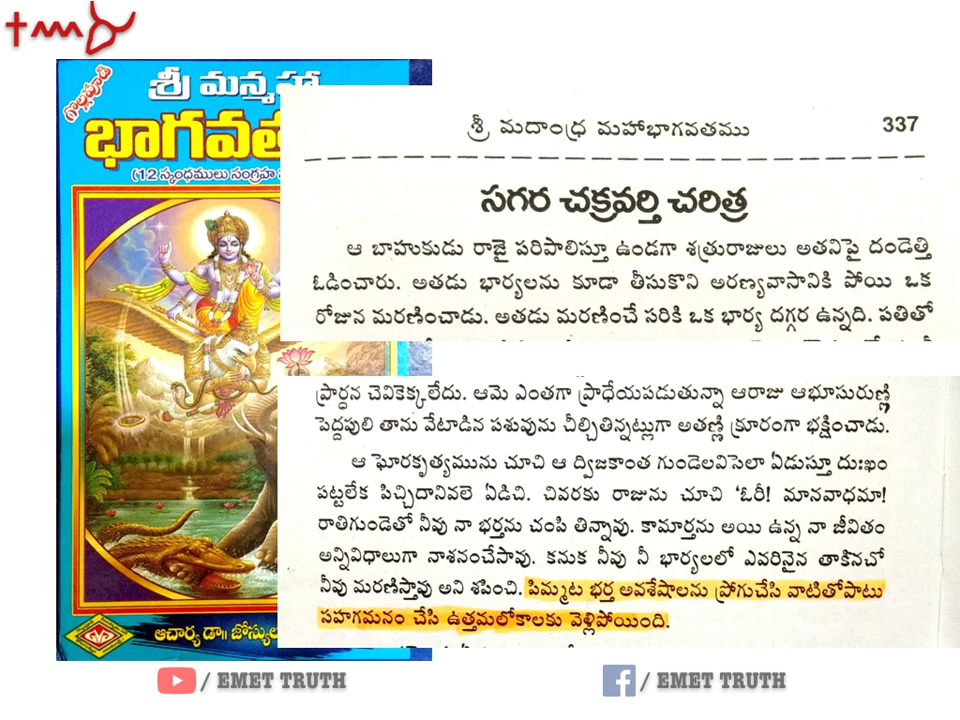 గొల్లపూడి
శ్రీ మన్మహా
భాగవత
(12 స్కంధములు సంగ్రహ
ఆచార్య డా॥ జోస్యుల
GVS
శ్రీ మదాంధ్ర మహాభాగవతము 337
సగర చక్రవర్తి చరిత్ర
ఆ బాహుకుడు రాజై పరిపాలిస్తూ ఉండగా శత్రురాజులు అతనిపై దండెత్తి
ఓడించారు. అతడు భార్యలను కూడా తీసుకొని అరణ్యవాసానికి పోయి ఒక
రోజున మరణించాడు. అతడు మరణించే సరికి ఒక భార్య దగ్గర ఉన్నది. పతితో
ప్రార్ధన చెవికెక్కలేదు. ఆమె ఎంతగా ప్రాధేయపడుతున్నా ఆరాజు ఆభూసురుణ్ణి
పెద్దపులి తాను వేటాడిన పశువును చీల్చితిన్నట్లుగా అతణ్ణి క్రూరంగా భక్షించాడు.
ఆ ఘోరకృత్యమును చూచి ఆ ద్విజకాంత గుండెలవిసెలా ఏడుస్తూ దుఃఖం
పట్టలేక పిచ్చిదానివలె ఏడిచి. చివరకు రాజును చూచి 'ఓరీ! మానవాధమా!
రాతిగుండెతో నీవు నా భర్తను చంపి తిన్నావు. కామార్తను అయి ఉన్న నా జీవితం
అన్నివిధాలుగా నాశనంచేసావు. కనుక నీవు నీ భార్యలలో ఎవరినైన తాకినచో
నీవు మరణిస్తావు అని శపించి. పిమ్మట భర్త అవశేషాలను ప్రోగుచేసి వాటితోపాటు
సహగమనం చేసి ఉత్తమలోకాలకు వెళ్లిపోయింది.
/ EMET TRUTH
/ EMET TRUTH